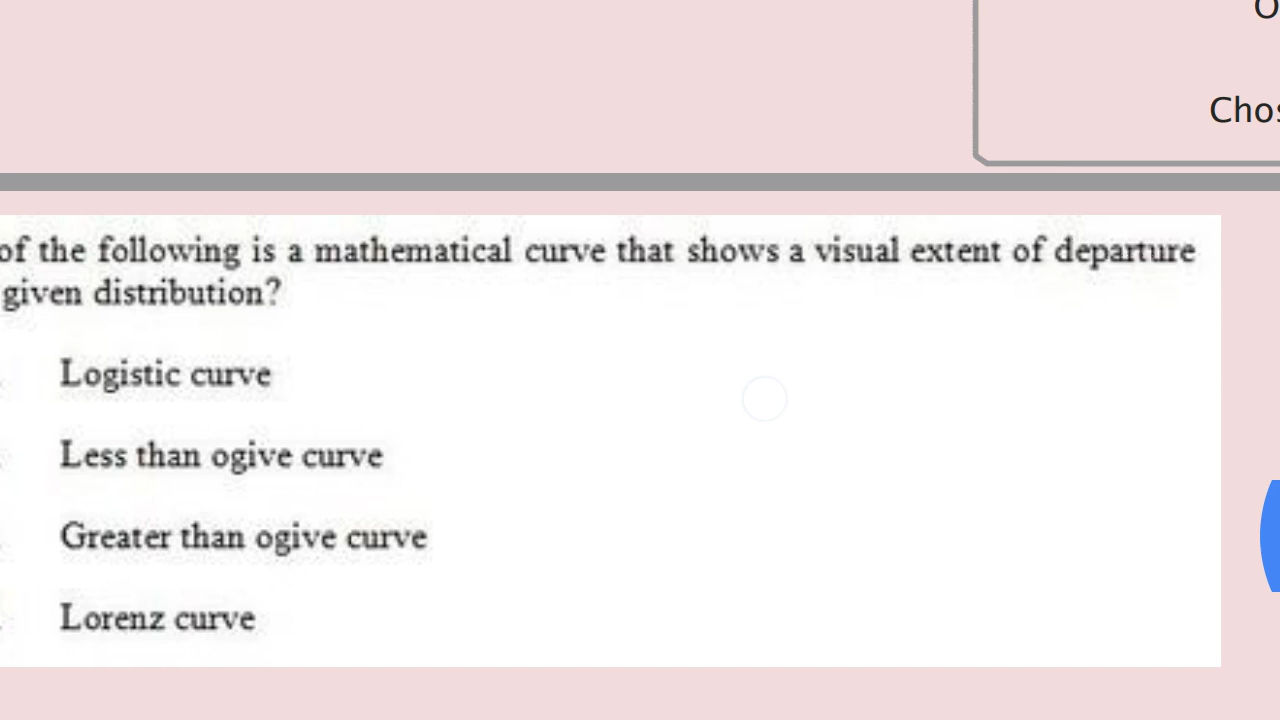 O
Chos
of the following is a mathematical curve that shows a visual extent of departure
given distribution?
Logistic curve
Less than ogive curve
Greater than ogive curve
Lorenz curve